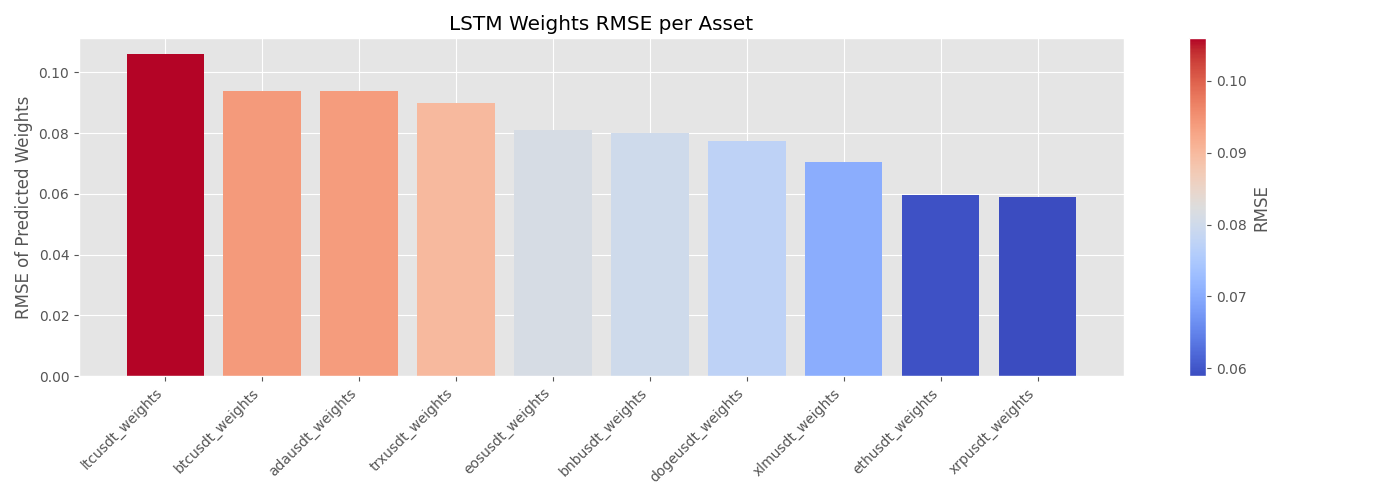 LSTM Weights RMSE per Asset
RMSE of Predicted Weights
0.10
0.08
0.06
0.04
0.02
0.00
ltcusdt_weights
btcusdt_weights
adausdt_weights
trxusdt_weights
eosusdt_weights
bnbusdt_weights
dogeusdt_weights
xlmusdt_weights
ethusdt_weights
xrpusdt_weights
0.10
0.09
0.08
0.07
0.06
RMSE